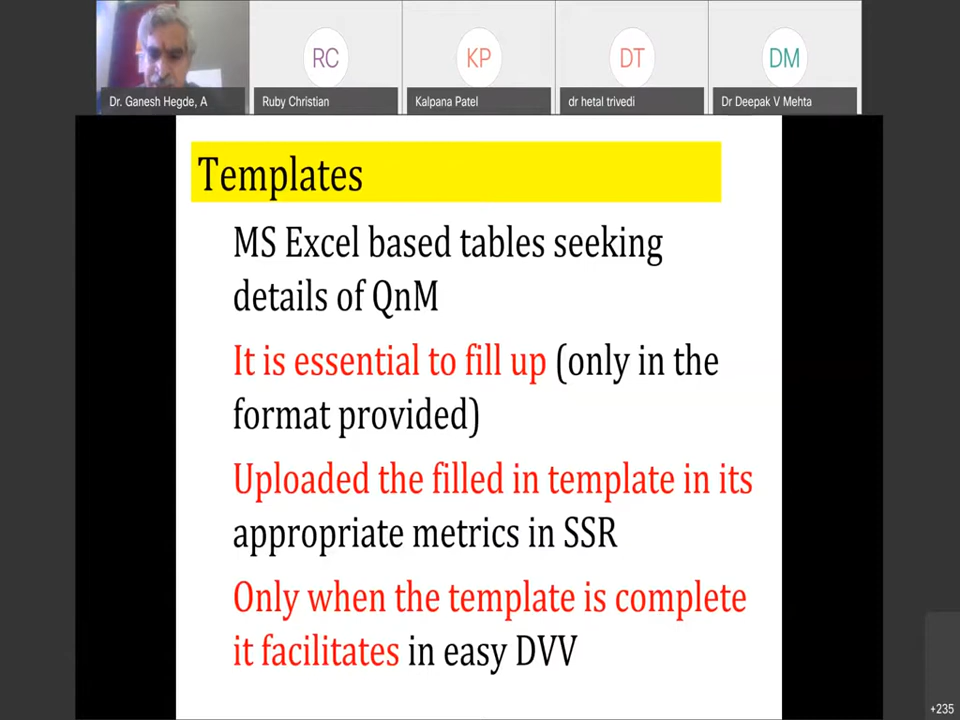 RC
KP
DT
DM
Dr. Ganesh Hegde, A
Ruby Christian
Kalpana Patel
dr hetal trivedi
Dr Deepak V Mehta
Templates
MS Excel based tables seeking
details of QnM
It is essential to fill up (only in the
format provided)
Uploaded the filled in template in its
appropriate metrics in SSR
Only when the template is complete
it facilitates in easy DVV
+235